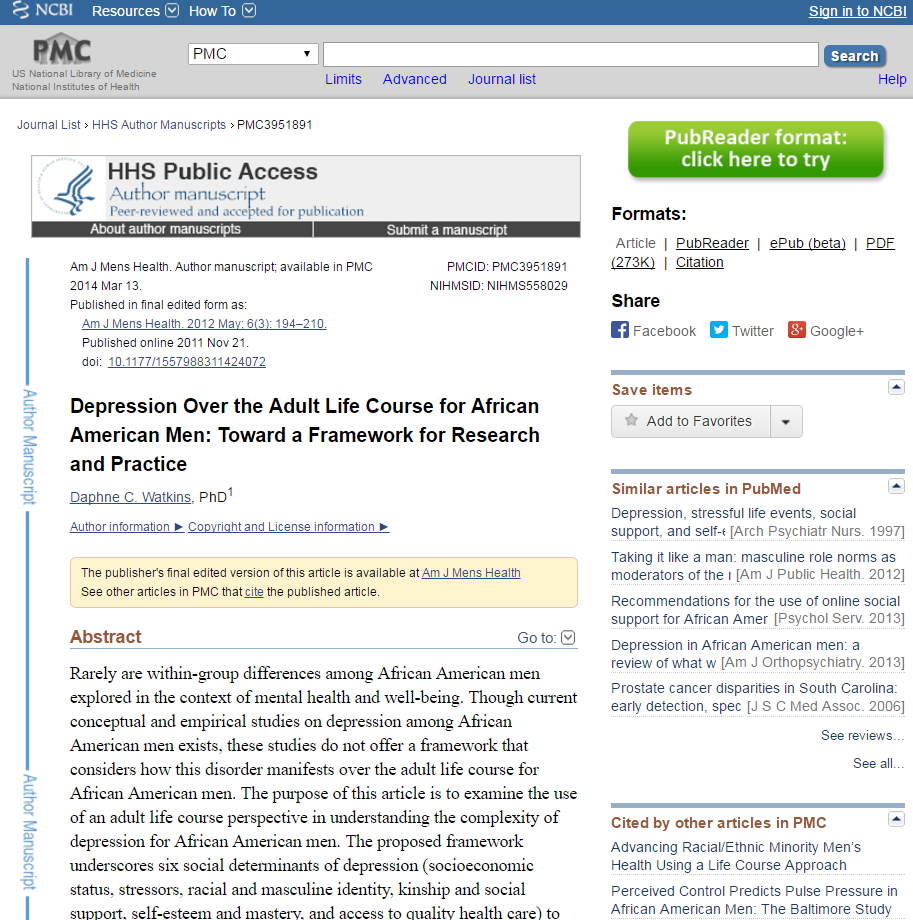 NCBI Resources How To Sign in to NCBI
PMC
US National Library of Medicine
National Institutes of Health
PMC
Search
Limits Advanced Journal list
Help
Journal List › HHS Author Manuscripts › PMC3951891
HHS Public Access
Author manuscript
Peer-reviewed and accepted for publication
About author manuscripts Submit a manuscript
Am J Mens Health. Author manuscript; available in PMC
2014 Mar 13.
Published in final edited form as:
Am J Mens Health. 2012 May; 6(3): 194–210.
Published online 2011 Nov 21.
doi: 10.1177/1557988311424072
PMCID: PMC3951891
NIHMSID: NIHMS558029
Author Manuscript
Author Manuscript
Depression Over the Adult Life Course for African
American Men: Toward a Framework for Research
and Practice
Daphne C. Watkins, PhD1
Author information ► Copyright and License information ►
The publisher's final edited version of this article is available at Am J Mens Health
See other articles in PMC that cite the published article.
Abstract
Go to:
Rarely are within-group differences among African American men
explored in the context of mental health and well-being. Though current
conceptual and empirical studies on depression among African
American men exists, these studies do not offer a framework that
considers how this disorder manifests over the adult life course for
African American men. The purpose of this article is to examine the use
of an adult life course perspective in understanding the complexity of
depression for African American men. The proposed framework
underscores six social determinants of depression (socioeconomic
status, stressors, racial and masculine identity, kinship and social
support, self-esteem and mastery, and access to quality health care) to
PubReader format:
click here to try
Formats:
Article | PubReader | ePub (beta) | PDF
(273K) | Citation
Share
Facebook Twitter Google+
Save items
Add to Favorites
Similar articles in PubMed
Depression, stressful life events, social
support, and self- [Arch Psychiatr Nurs. 1997]
Taking it like a man: masculine role norms as
moderators of the [Am J Public Health. 2012]
Recommendations for the use of online social
support for African Amer [Psychol Serv. 2013]
Depression in African American men: a
review of what w [Am J Orthopsychiatry. 2013]
Prostate cancer disparities in South Carolina:
early detection, spec [J S C Med Assoc. 2006]
See reviews...
See all...
Cited by other articles in PMC
Advancing Racial/Ethnic Minority Men's
Health Using a Life Course Approach
Perceived Control Predicts Pulse Pressure in
African American Men: The Baltimore Study